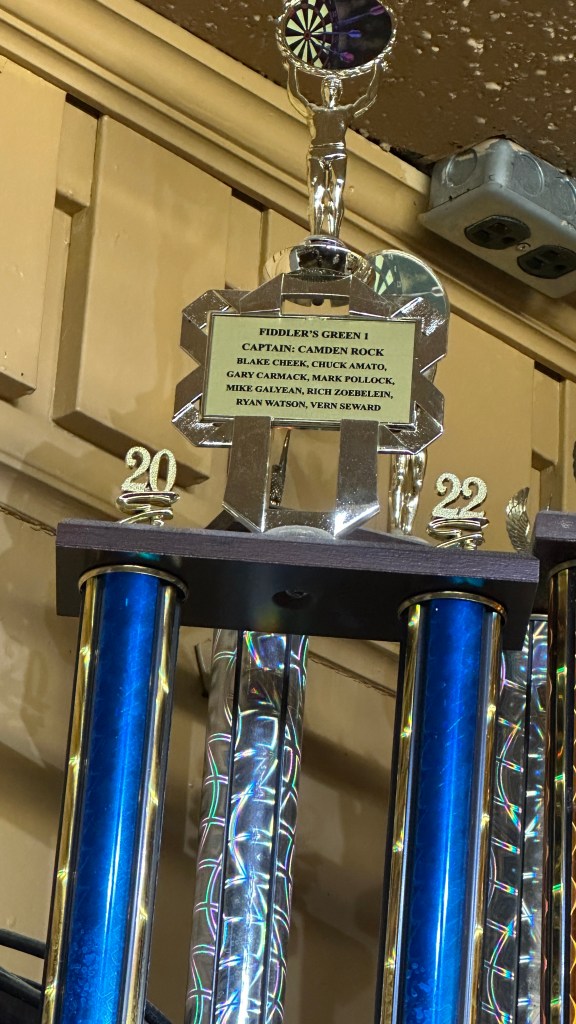 FIDDLER'S GREEN 1
CAPTAIN: CAMDEN ROCK
BLAKE CHEEK, CHUCK AMATO,
GARY CARMACK, MARK POLLOCK,
MIKE GALYEAN, RICH ZOEBELEIN,
RYAN WATSON, VERN SEWARD
20 22